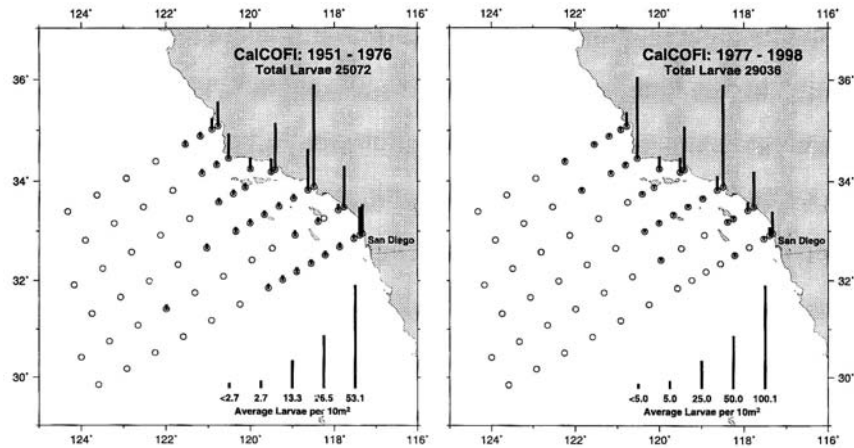 124° 122° 120° 118° 116° 124° 122° 120° 118° 116°
CalCOFI: 1951 - 1976
Total Larvae 25072
CalCOFI: 1977 - 1998
Total Larvae 29036
36° 36°
34° 34°
San Diego San Diego
32° 32°
30° 30°
<2.7 2.7 13.3 26.5 53.1 <5.0 5.0 25.0 50.0 100.1
Average Larvae per 10m² Average Larvae per 10m²
124° 122° 120° 118° 116° 124° 122° 120° 118° 116°